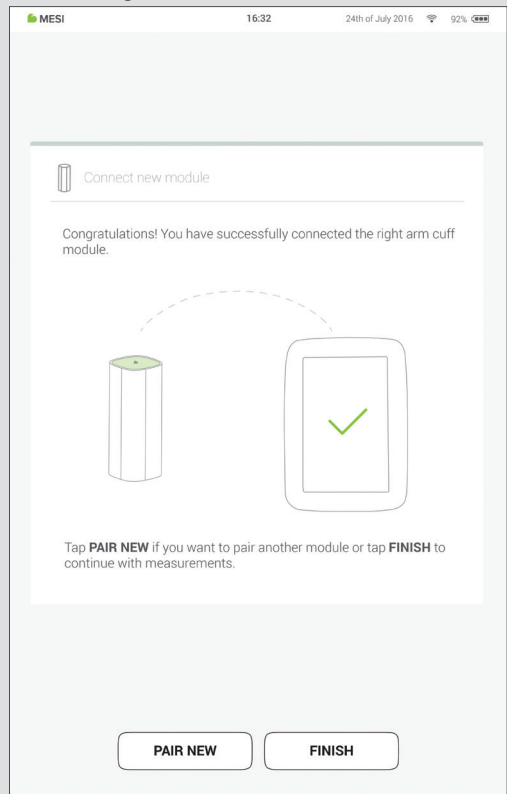 MESI 16:32 24th of July 2016 92%
Connect new module
Congratulations! You have successfully connected the right arm cuff
module.
Tap PAIR NEW if you want to pair another module or tap FINISH to
continue with measurements.
PAIR NEW FINISH